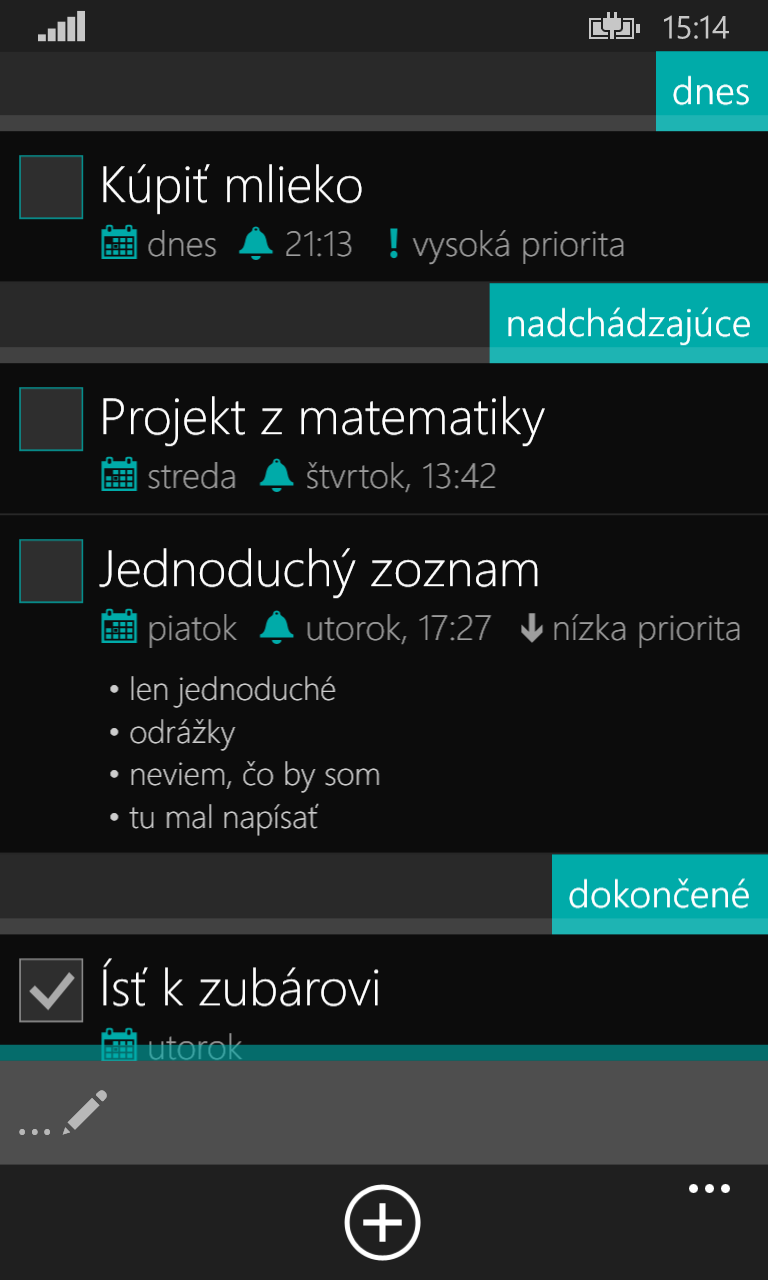 15:14
dnes
Kúpiť mlieko
dnes 21:13 vysoká priorita
nadchádzajúce
Projekt z matematiky
streda štvrtok, 13:42
Jednoduchý zoznam
piatok utorok, 17:27 nízka priorita
• len jednoduché
• odrážky
• neviem, čo by som
• tu mal napísať
dokončené
Ísť k zubárovi
utorok
...